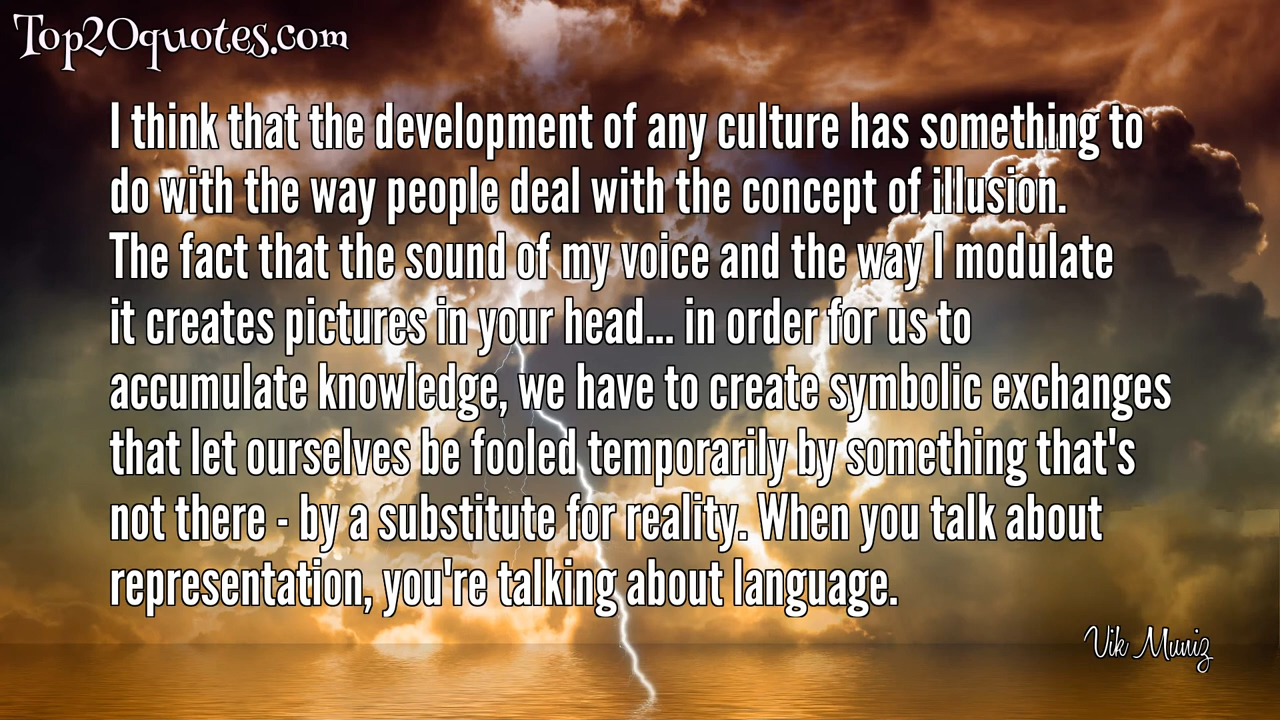 Top20quotes.com
I think that the development of any culture has something to
do with the way people deal with the concept of illusion.
The fact that the sound of my voice and the way I modulate
it creates pictures in your head... in order for us to
accumulate knowledge, we have to create symbolic exchanges
that let ourselves be fooled temporarily by something that's
not there - by a substitute for reality. When you talk about
representation, you're talking about language.
Vik Muniz